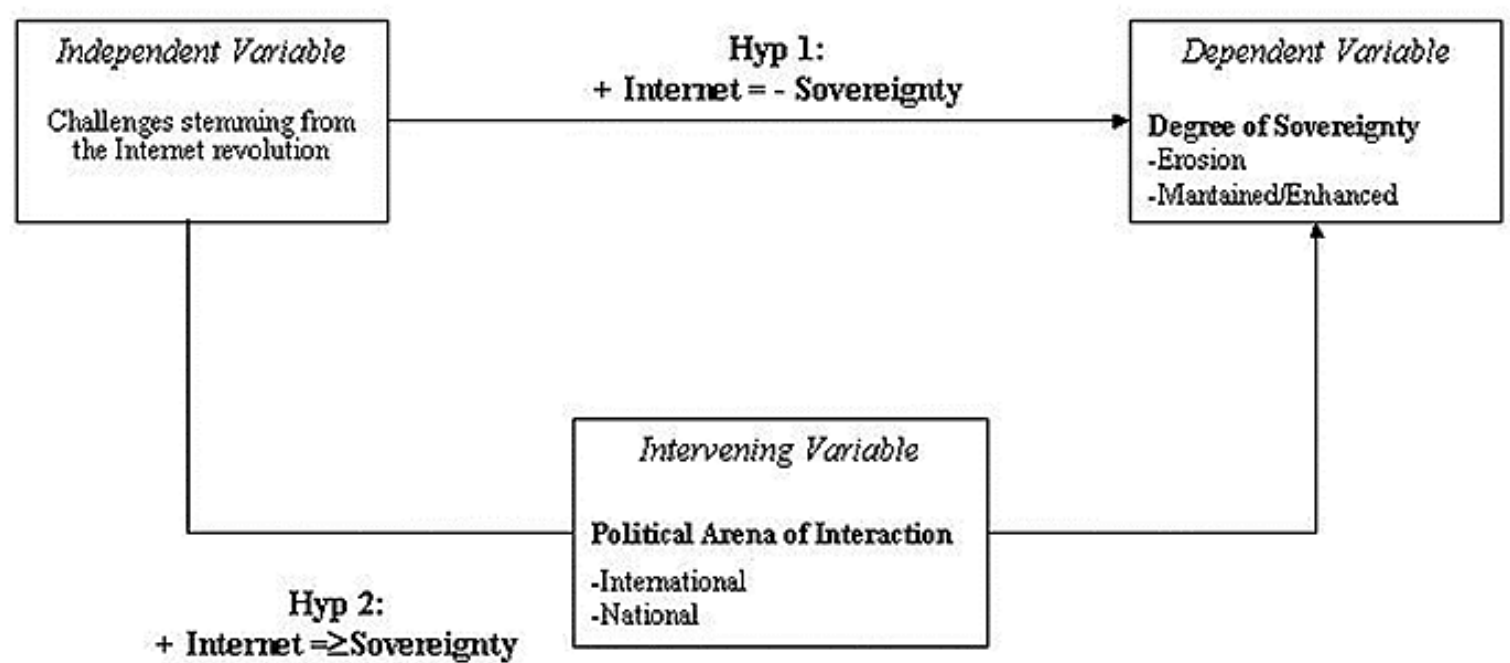 Independent Variable
Challenges stemming from
the Internet revolution
Hyp 1:
+ Internet = - Sovereignty
Dependent Variable
Degree of Sovereignty
-Erosion
-Mantained/Enhanced
Intervening Variable
Political Arena of Interaction
-International
-National
Hyp 2:
+ Internet =≥Sovereignty